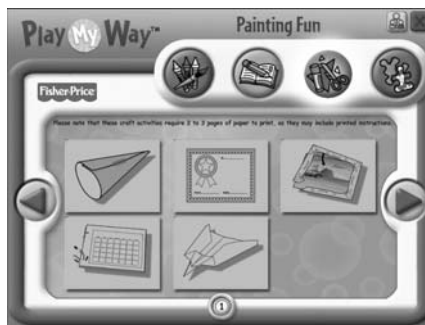 Play My Way™
Painting Fun
Fisher-Price
Please note that these craft activities require 2 to 3 pages of paper to print, as they may include printed instructions.
1